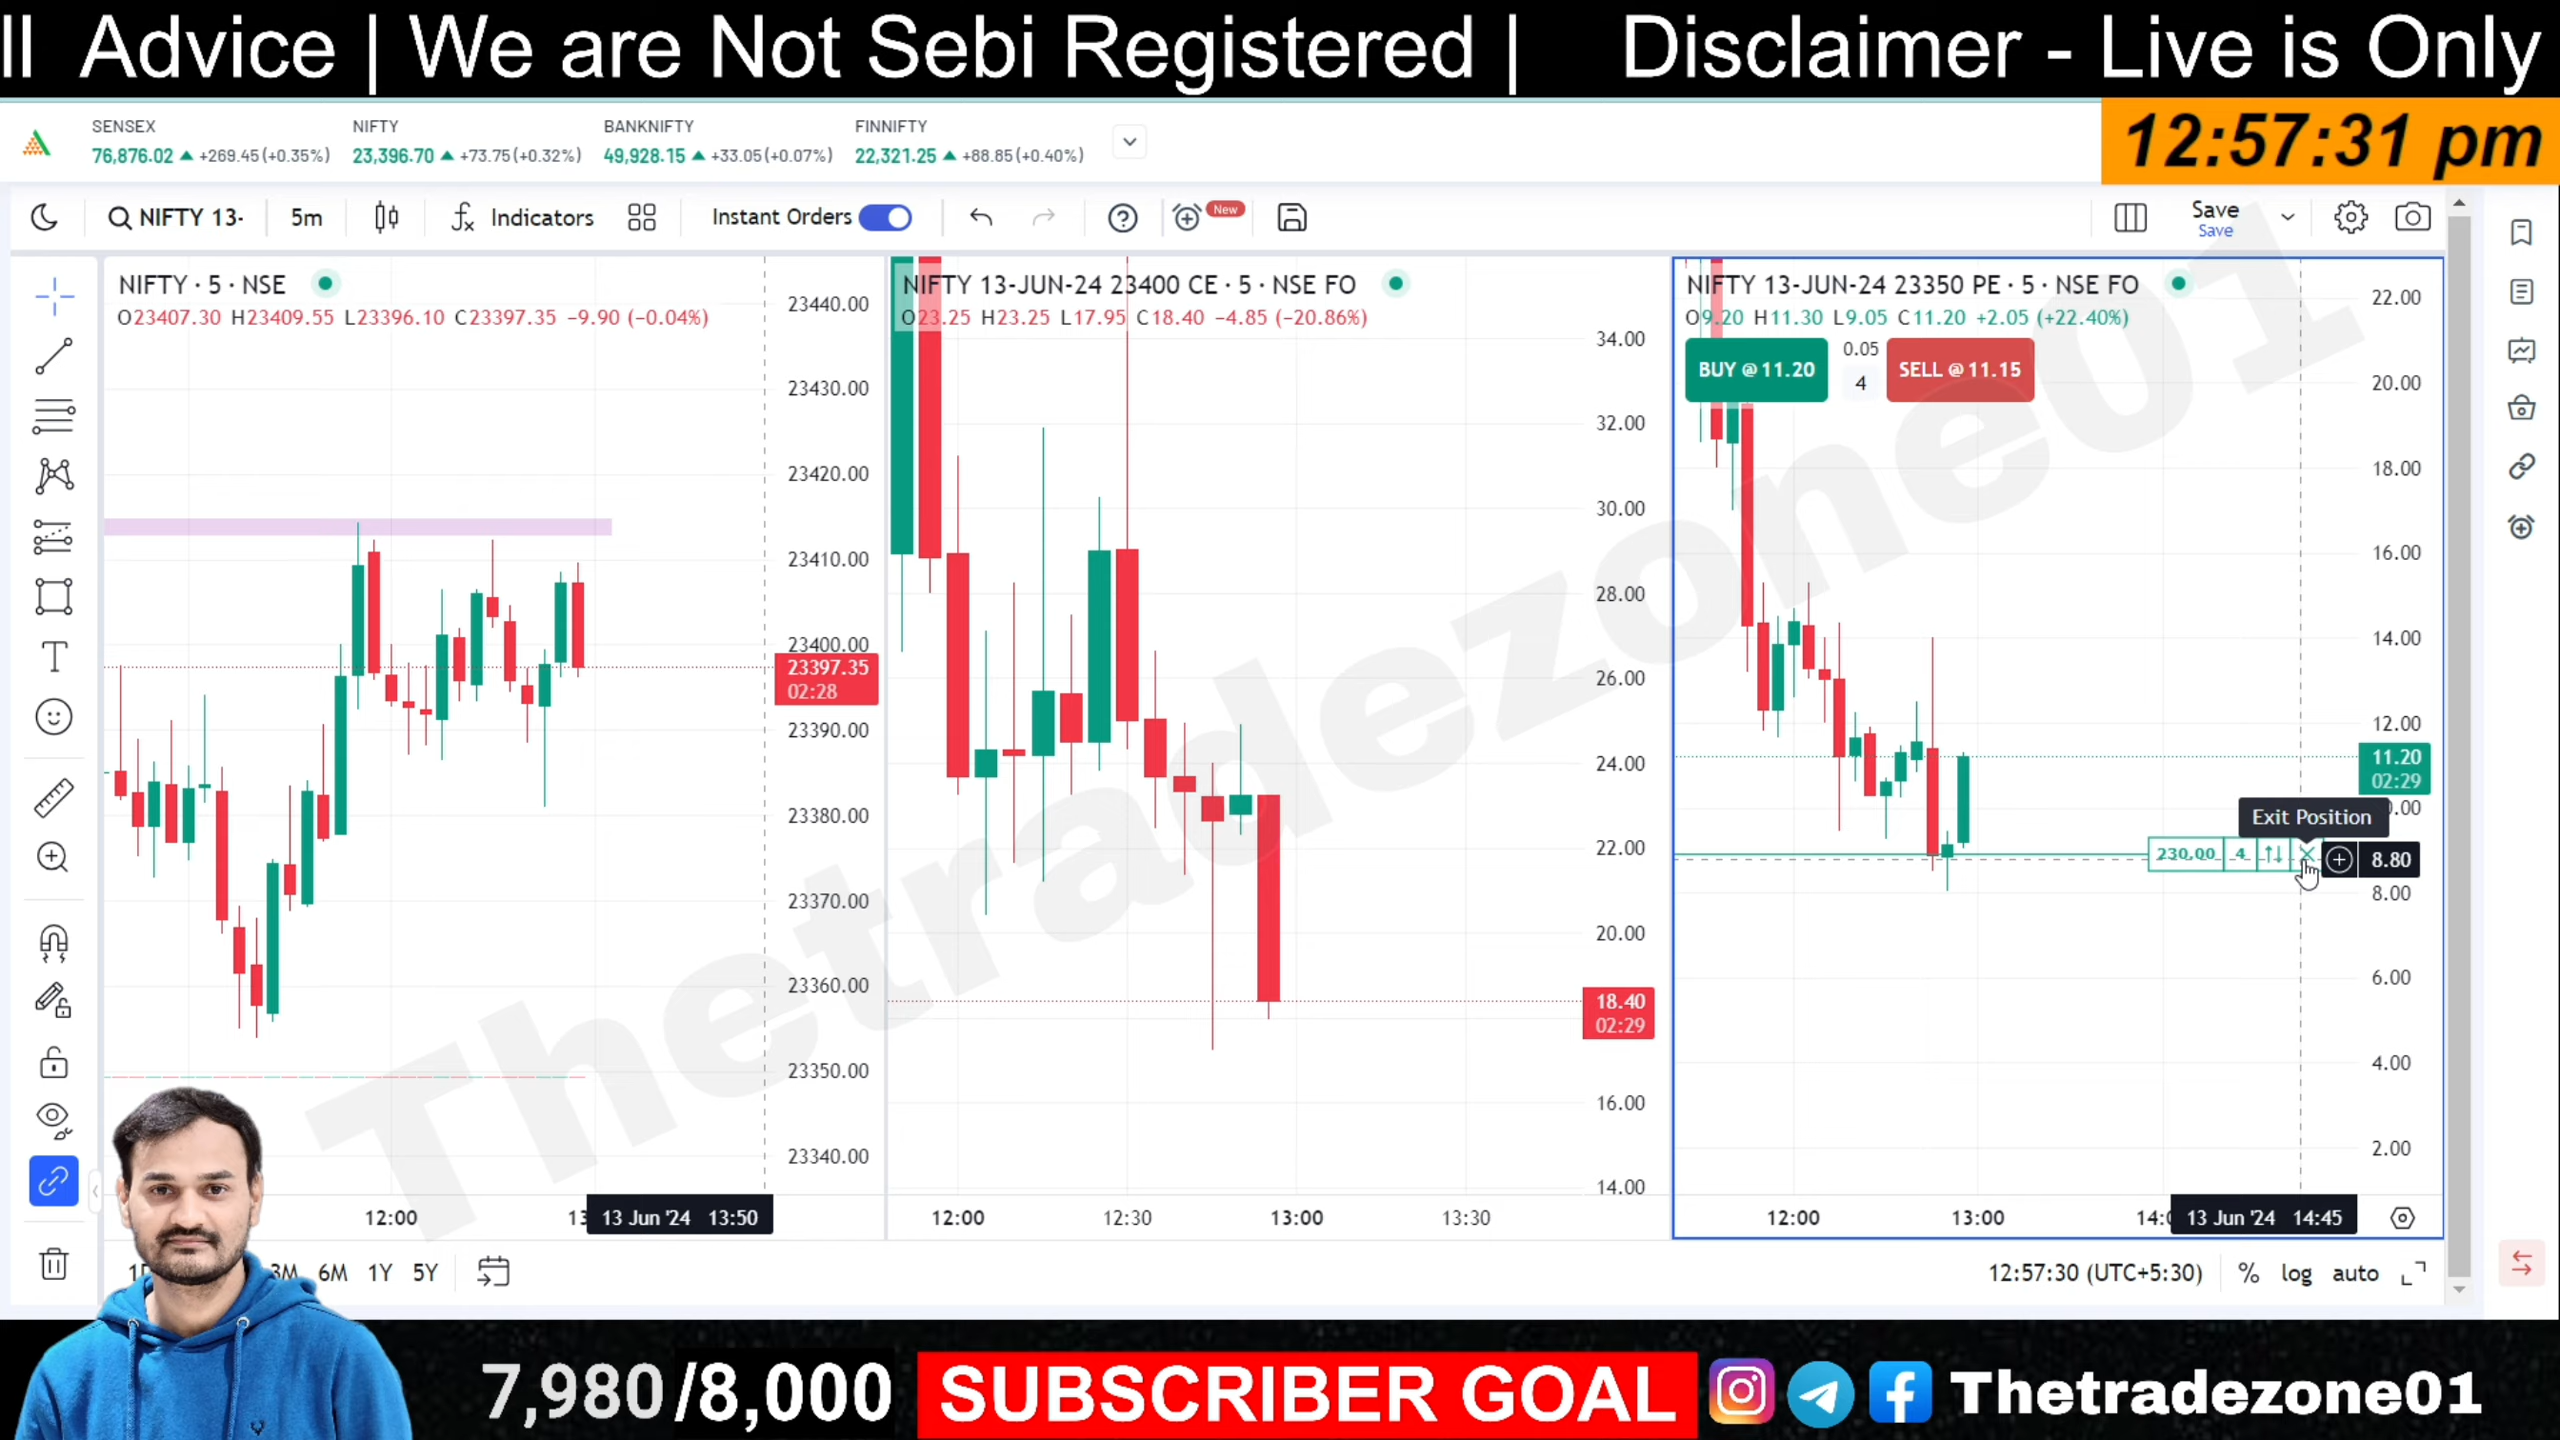 ll Advice | We are Not Sebi Registered | Disclaimer - Live is Only
SENSEX
76,876.02 +269.45(+0.35%)
NIFTY
23,396.70 +73.75(+0.32%)
BANKNIFTY
49,928.15 +33.05(+0.07%)
FINNIFTY
22,321.25 +88.85(+0.40%)
12:57:31 pm
NIFTY 13-
5m
Indicators
Instant Orders
New
Save
Save
NIFTY · 5 · NSE
O23407.30 H23409.55 L23396.10 C23397.35 −9.90 (−0.04%)
23440.00
23430.00
23420.00
23410.00
23400.00
23397.35
02:28
23390.00
23380.00
23370.00
23360.00
23350.00
23340.00
12:00
13 Jun '24 13:50
NIFTY 13-JUN-24 23400 CE · 5 · NSE FO
O23.25 H23.25 L17.95 C18.40 −4.85 (−20.86%)
34.00
32.00
30.00
28.00
26.00
24.00
22.00
20.00
18.40
02:29
16.00
14.00
12:00 12:30 13:00 13:30
NIFTY 13-JUN-24 23350 PE · 5 · NSE FO
O9.20 H11.30 L9.05 C11.20 +2.05 (+22.40%)
BUY @ 11.20
0.05
4
SELL @ 11.15
22.00
20.00
18.00
16.00
14.00
12.00
11.20
02:29
Exit Position
230.00 4
8.80
8.00
6.00
4.00
2.00
12:00 13:00
13 Jun '24 14:45
Thetradezone01
3M 6M 1Y 5Y
12:57:30 (UTC+5:30) % log auto
7,980/8,000
SUBSCRIBER GOAL
Thetradezone01